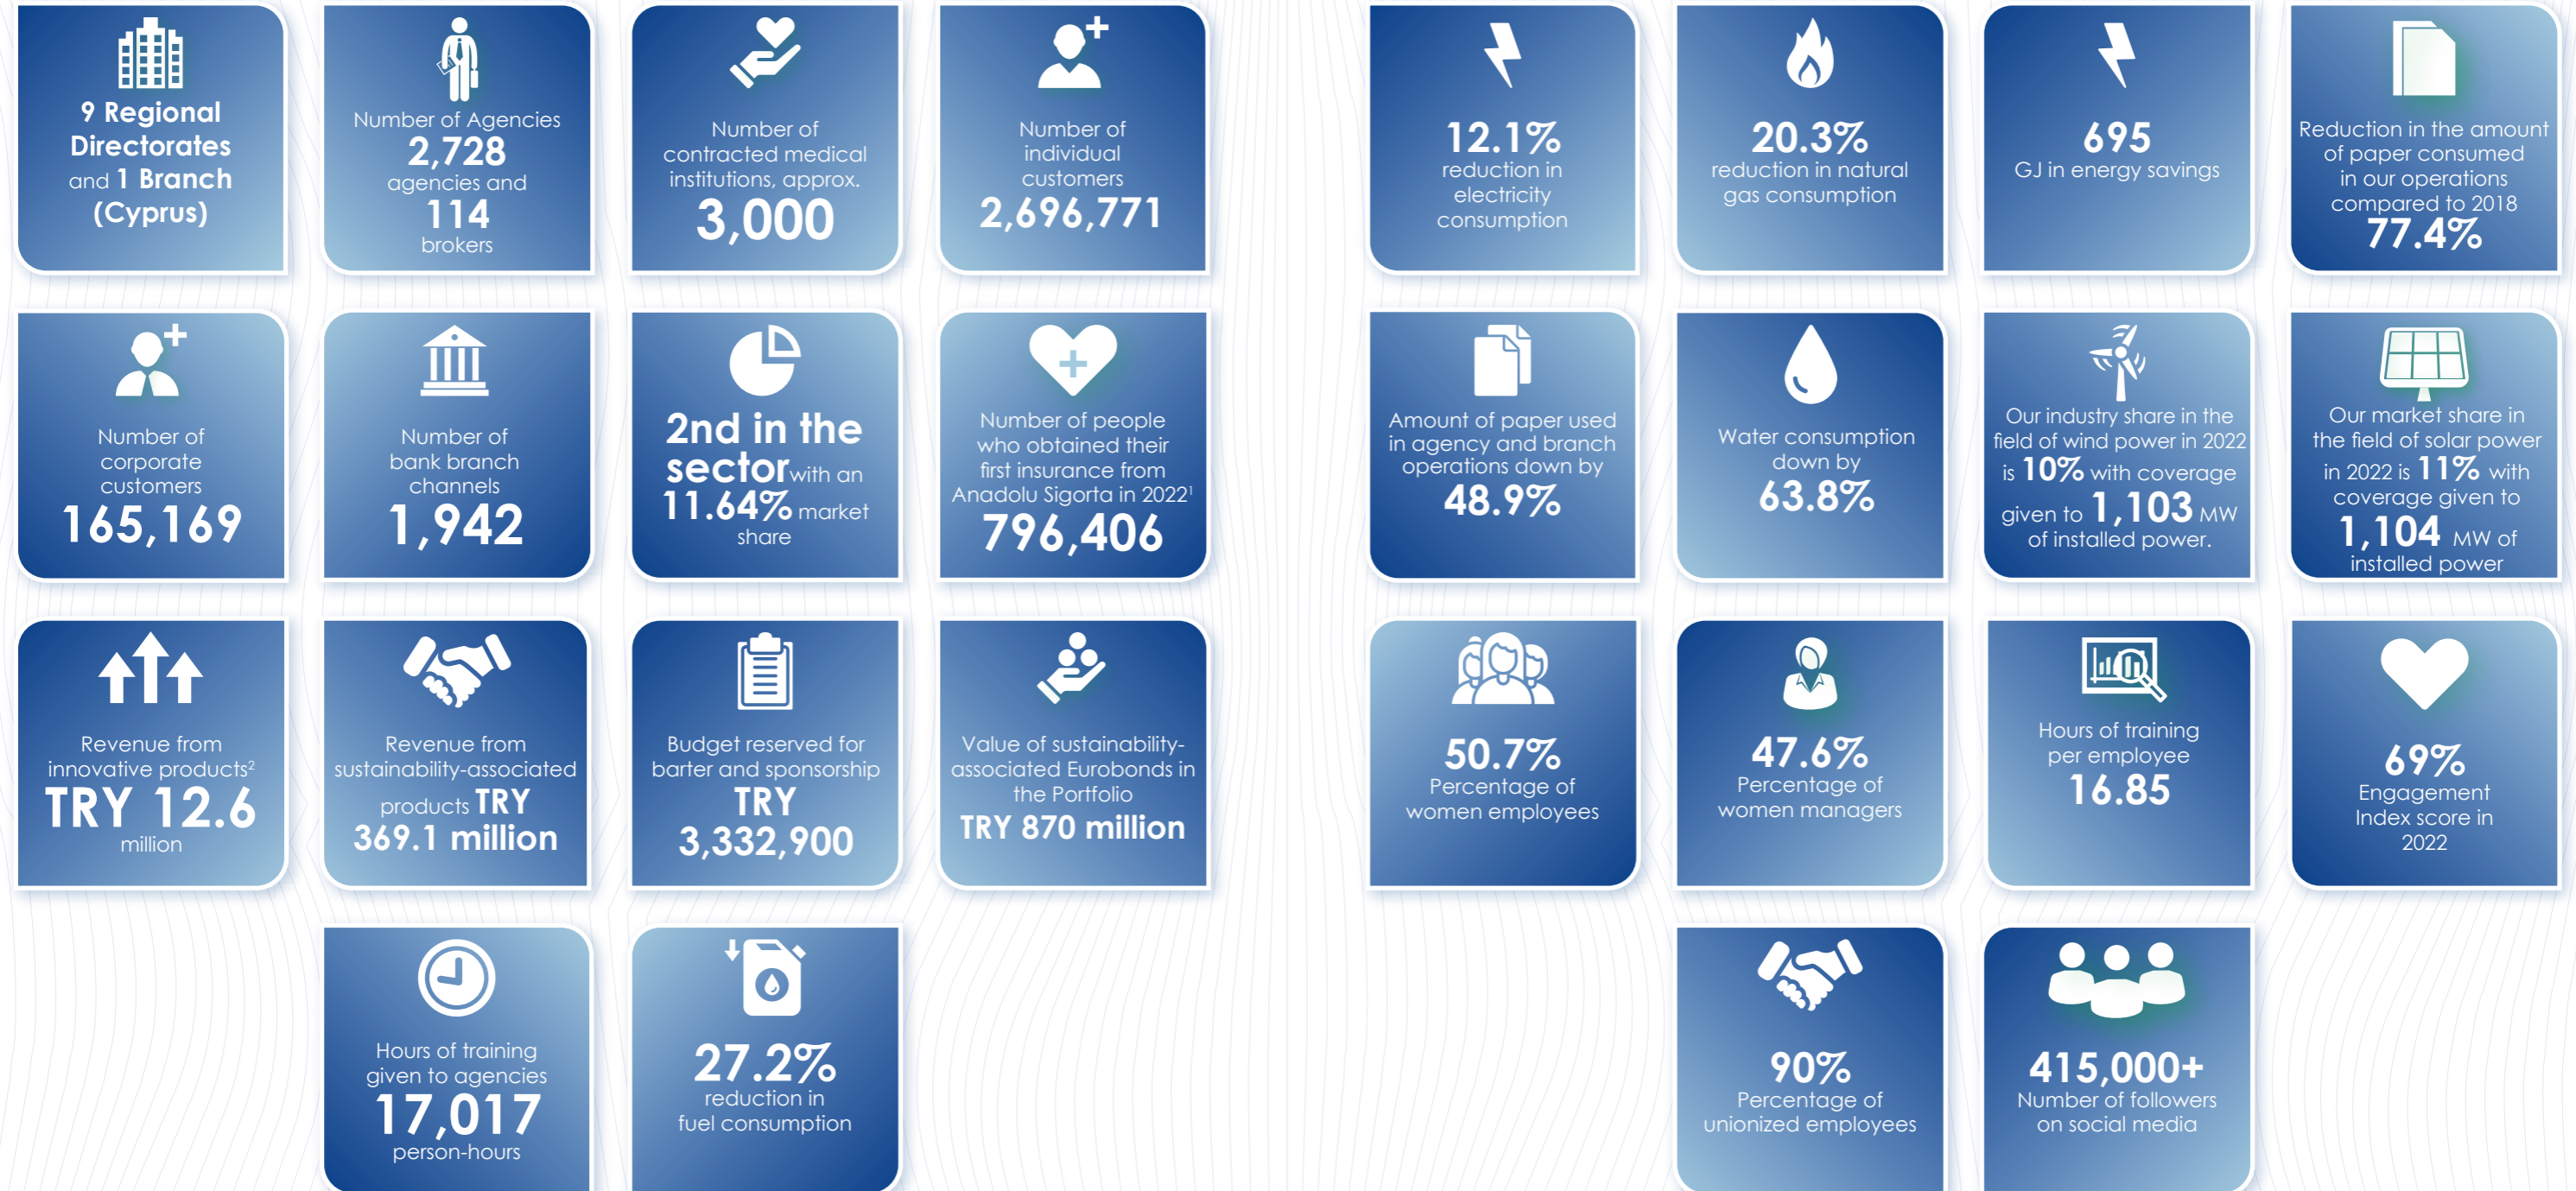 9 Regional
Directorates
and 1 Branch
(Cyprus)
Number of Agencies
2,728
agencies and
114
brokers
Number of
contracted medical
institutions, approx.
3,000
Number of
individual
customers
2,696,771
12.1%
reduction in
electricity
consumption
20.3%
reduction in natural
gas consumption
695
GJ in energy savings
Reduction in the amount
of paper consumed
in our operations
compared to 2018
77.4%
Number of
corporate
customers
165,169
Number of
bank branch
channels
1,942
2nd in the
sector with an
11.64% market
share
Number of people
who obtained their
first insurance from
Anadolu Sigorta in 2022¹
796,406
Amount of paper used
in agency and branch
operations down by
48.9%
Water consumption
down by
63.8%
Our industry share in the
field of wind power in 2022
is 10% with coverage
given to 1,103 MW
of installed power.
Our market share in
the field of solar power
in 2022 is 11% with
coverage given to
1,104 MW of
installed power
Revenue from
innovative products²
TRY 12.6
million
Revenue from
sustainability-associated
products TRY
369.1 million
Budget reserved for
barter and sponsorship
TRY
3,332,900
Value of sustainability-
associated Eurobonds in
the Portfolio
TRY 870 million
50.7%
Percentage of
women employees
47.6%
Percentage of
women managers
Hours of training
per employee
16.85
69%
Engagement
Index score in
2022
Hours of training
given to agencies
17,017
person-hours
27.2%
reduction in
fuel consumption
90%
Percentage of
unionized employees
415,000+
Number of followers
on social media